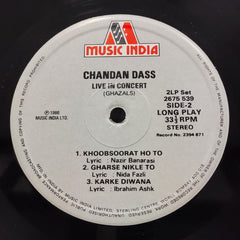 MUSIC INDIA
CHANDAN DASS
LIVE IN CONCERT
(GHAZALS)
2LP Set
2675 539
SIDE-2
LONG PLAY
33⅓ RPM
STEREO
Record No: 2394 871
℗ 1986
MUSIC INDIA LTD.
1. KHOOBSOORAT HO TO
Lyric : Nazir Banarasi
2. GHARSE NIKLE TO
Lyric : Nida Fazli
3. KARKE DIWANA
Lyric : Ibrahim Ashk